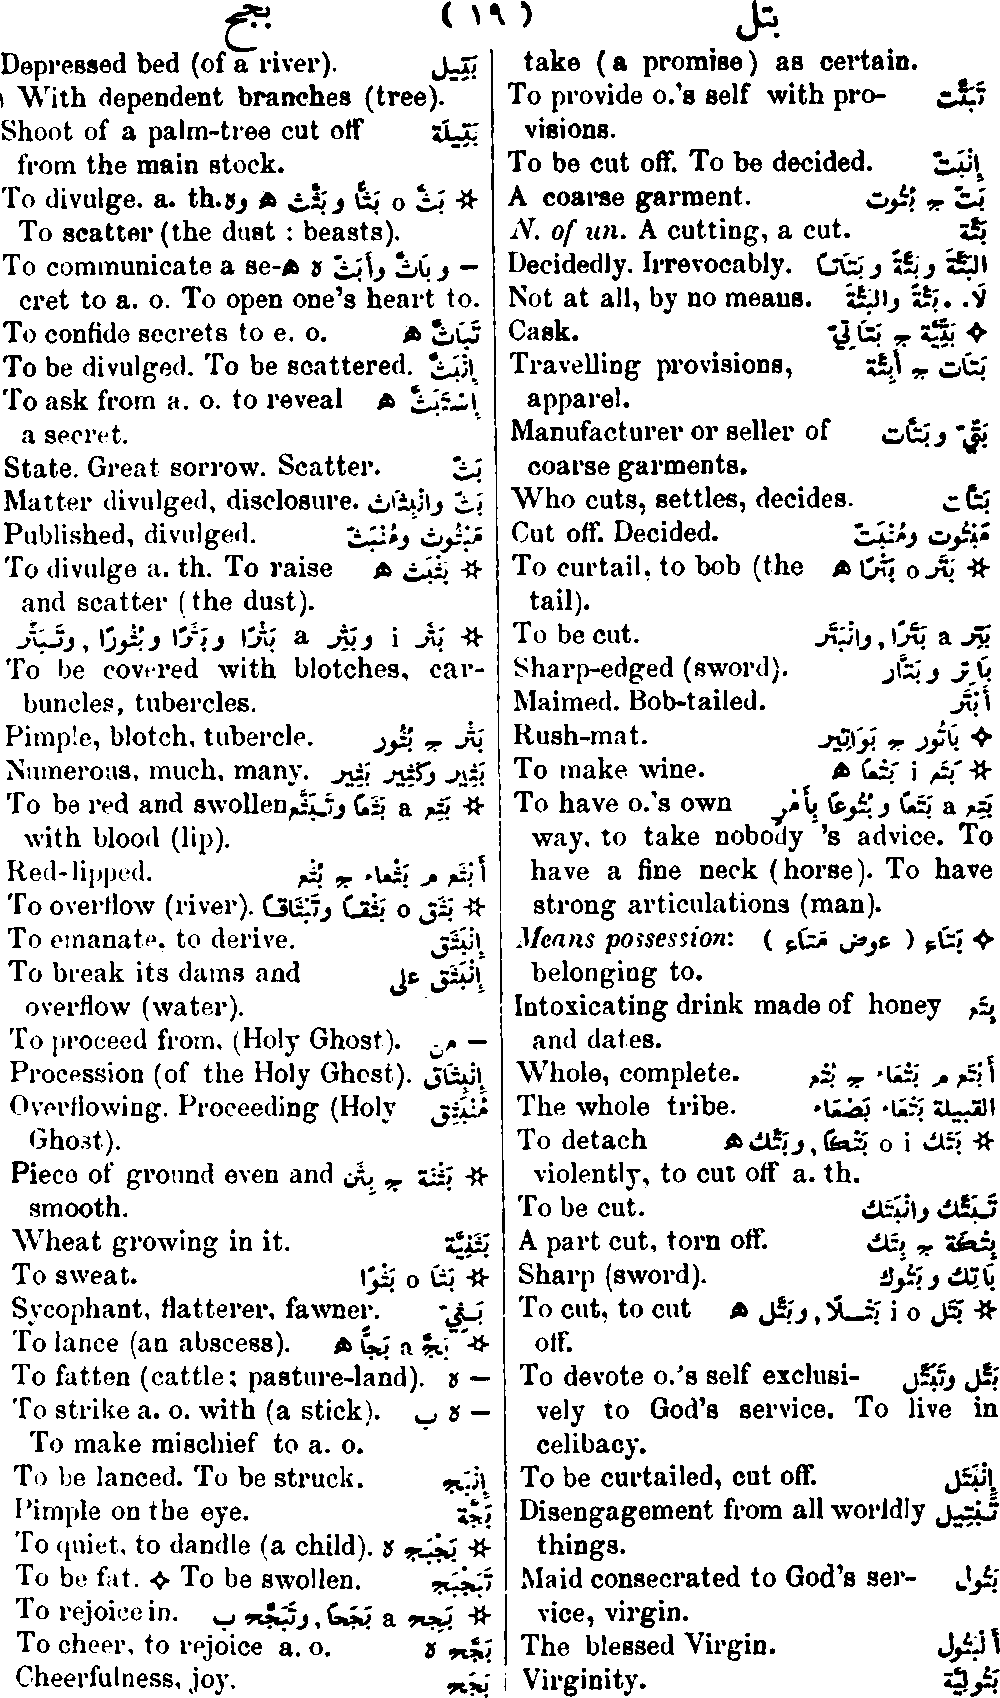 بتل ( ١٩ ) بجح
take (a promise) as certain.
To provide o.'s self with pro- تَبَتَّت
visions.
To be cut off. To be decided. إِنْبَتَّ
A coarse garment. بَتّ ج بُتُوت
N. of un. A cutting, a cut. بَتَّة
Decidedly. Irrevocably. البَتَّةَ و بَتَّةً و بَتَاتًا
Not at all, by no means. لَا.. بَتَّةً والبَتَّةَ
Cask. ✧ بَتِّيَّة ج بَتَاتِيّ
Travelling provisions, بَتَات ج أَبِتَّة
apparel.
Manufacturer or seller of بَتِّيّ و بَتَّات
coarse garments.
Who cuts, settles, decides. بَتَّات
Cut off. Decided. مَبْتُوت ومُنْبَتّ
To curtail, to bob (the ☆ بَتَر o بَتْرًا ه
tail).
To be cut. بَتِر a بَتَرًا, وانْبَتَر
Sharp-edged (sword). بَاتِر و بَتَّار
Maimed. Bob-tailed. أَبْتَر
Rush-mat. ✧ بَاتُور ج بَوَاتِير
To make wine. ☆ بَتَع i بَتْعًا ه
To have o.'s own بَتِع a بَتَعًا و بُتُوعًا بِأَمْرٍ
way, to take nobody 's advice. To
have a fine neck (horse). To have
strong articulations (man).
Means possession: ✧ بَتَاع ( عوض مَتَاع )
belonging to.
Intoxicating drink made of honey بِتْع
and dates.
Whole, complete. أَبْتَع م بَتْعَاء ج بُتْع
The whole tribe. القبيلة بَتْعَاء بَصْعَاء
To detach ☆ بَتَك o i بَتْكًا, وبَتَّك ه
violently, to cut off a. th.
To be cut. تَبَتَّك وانْبَتَك
A part cut, torn off. بِتْكَة ج بِتَك
Sharp (sword). بَاتِك و بَتُوك
To cut, to cut ☆ بَتَل i o بَتْلًا, وبَتَّل ه
off.
To devote o.'s self exclusi- بَتَّل وتَبَتَّل
vely to God's service. To live in
celibacy.
To be curtailed, cut off. إِنْبَتَل
Disengagement from all worldly تَبْتِيل
things.
Maid consecrated to God's ser- بَتُول
vice, virgin.
The blessed Virgin. أَلْبَتُول
Virginity. بَتُولِيَّة
Depressed bed (of a river). بَتِيل
With dependent branches (tree).
Shoot of a palm-tree cut off بَتِيلَة
from the main stock.
To divulge. a. th. ☆ بَثَّ o بَثًّا و بَثَّث ه وه
To scatter (the dust : beasts).
To communicate a se- — و بَاثَّ وأَبَثَّ ه ه
cret to a. o. To open one's heart to.
To confide secrets to e. o. تَبَاثَّ ه
To be divulged. To be scattered. إِنْبَثَّ
To ask from a. o. to reveal إِسْتَبَثَّ ه
a secret.
State. Great sorrow. Scatter. بَثّ
Matter divulged, disclosure. بَثّ وانْبِثَاث
Published, divulged. مَبْثُوث ومُنْبَثّ
To divulge a. th. To raise ☆ بَثْبَث ه
and scatter (the dust).
☆ بَثَر i وبَثِر a بَثْرًا و بَثَرًا و بُثُورًا, وتَبَثَّر
To be covered with blotches, car-
buncles, tubercles.
Pimple, blotch, tubercle. بَثْر ج بُثُور
Numerous, much, many. بَثِير وكَثِير بَثِير
To be red and swollen ☆ بَثِع a بَثَعًا وتَبَثَّع
with blood (lip).
Red-lipped. أَبْثَع م بَثْعَاء ج بُثْع
To overflow (river). ☆ بَثَق o بَثْقًا وتَبْثَاقًا
To emanate, to derive. إِنْبَثَق
To break its dams and إِنْبَثَق على
overflow (water).
To proceed from, (Holy Ghost). — من
Procession (of the Holy Ghost). إِنْبِثَاق
Overflowing. Proceeding (Holy مُنْبَثِق
Ghost).
Piece of ground even and ☆ بَثْنَة ج بِثَن
smooth.
Wheat growing in it. بَثَنِيَّة
To sweat. ☆ بَثَا o بَثْوًا
Sycophant, flatterer, fawner. بَثِيّ
To lance (an abscess). ☆ بَجَّ a بَجًّا ه
To fatten (cattle; pasture-land). — ه
To strike a. o. with (a stick). — ه ب
To make mischief to a. o.
To be lanced. To be struck. إِنْبَجَّ
Pimple on the eye. بَجَّة
To quiet, to dandle (a child). ☆ بَجْبَج ه
To be fat. ✧ To be swollen. تَبَجْبَج
To rejoice in. ☆ بَجِح a بَجَحًا, وتَبَجَّح ب
To cheer, to rejoice a. o. بَجَّح ه
Cheerfulness, joy. بَجَح